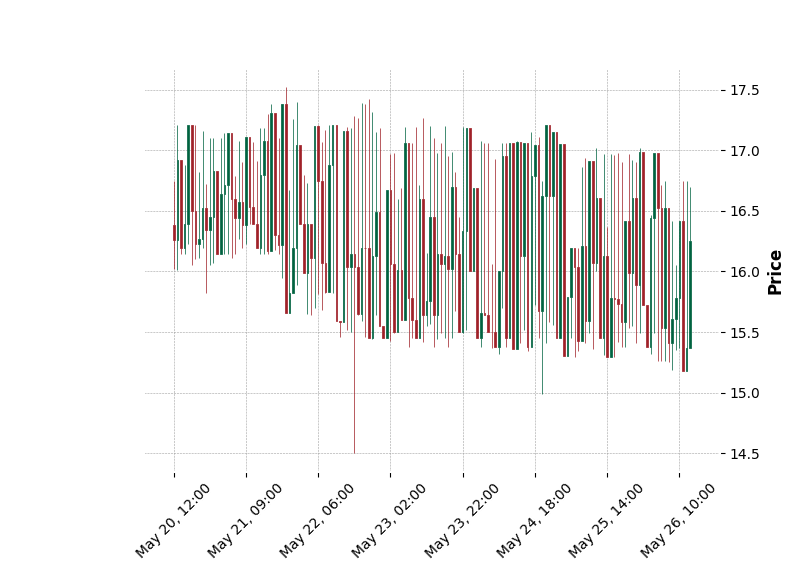 17.5
17.0
16.5
16.0
15.5
15.0
14.5
Price
May 20, 12:00
May 21, 09:00
May 22, 06:00
May 23, 02:00
May 23, 22:00
May 24, 18:00
May 25, 14:00
May 26, 10:00